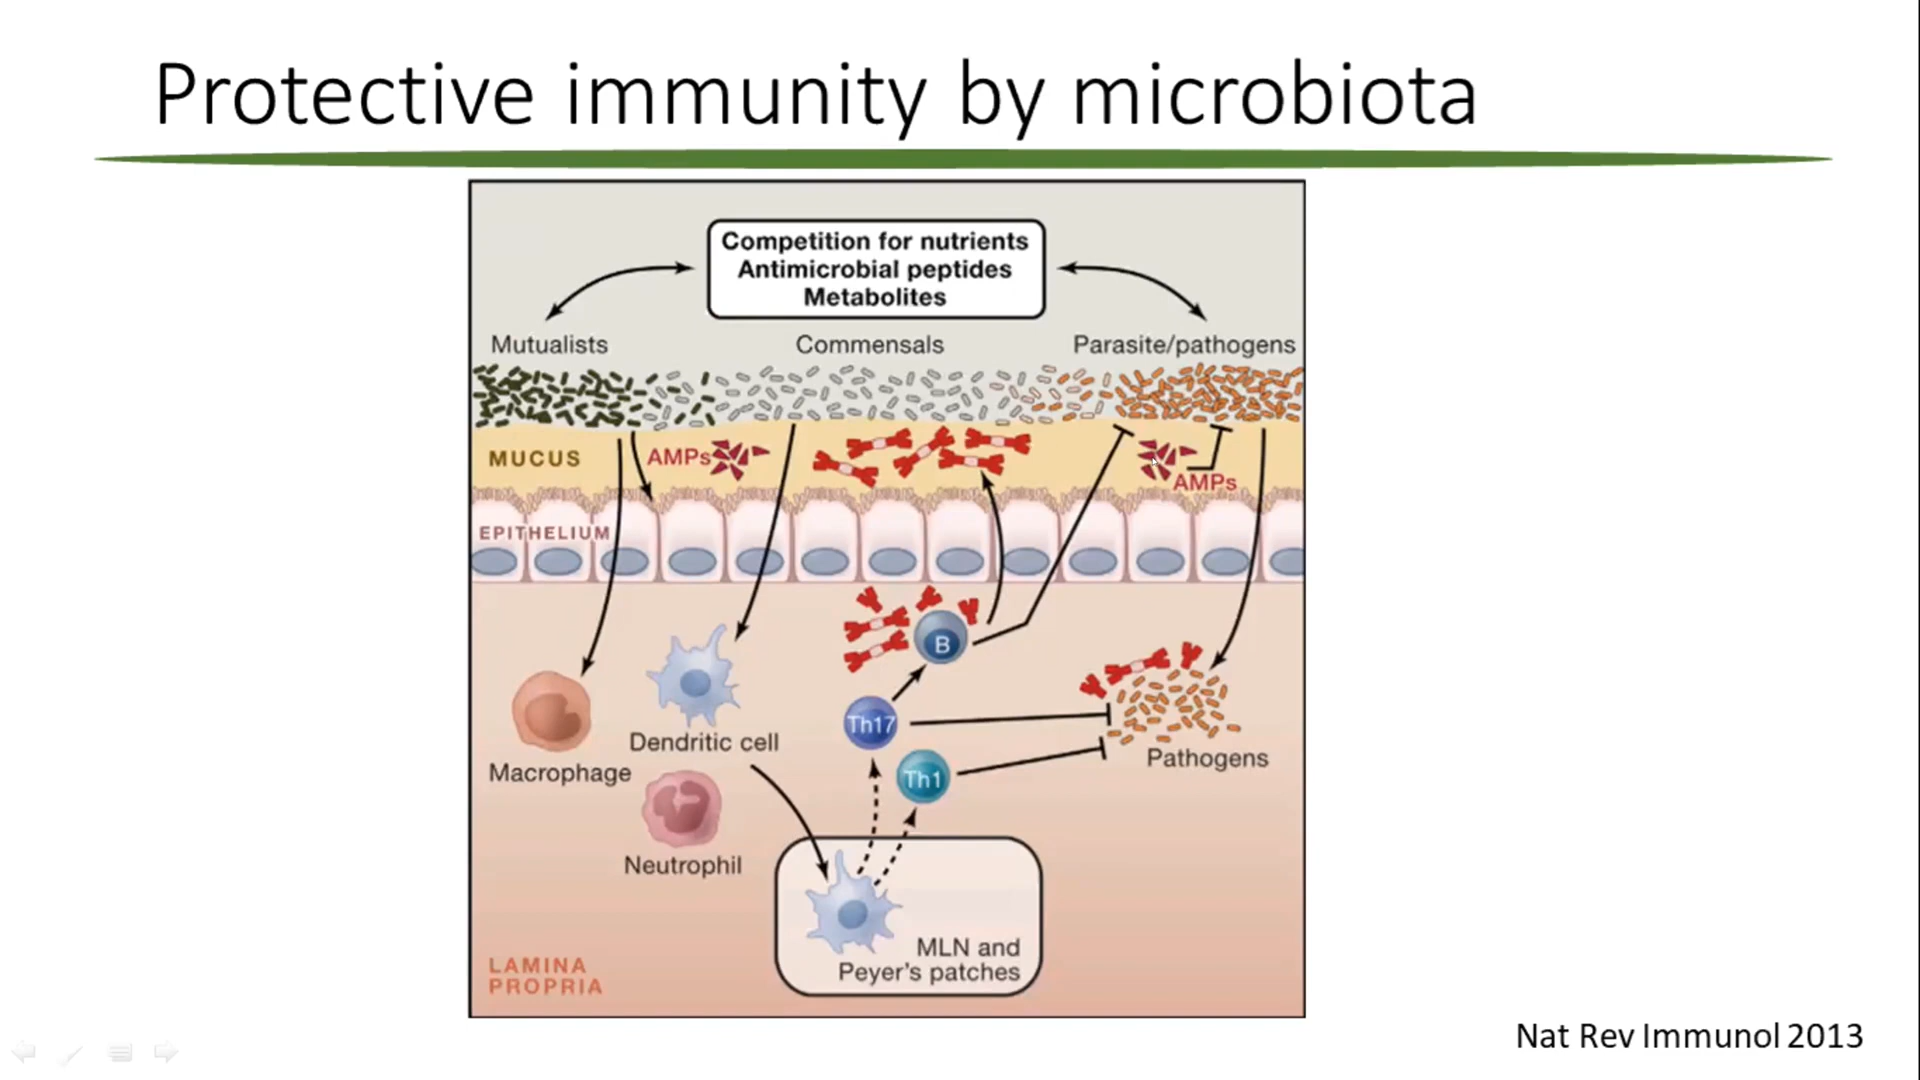 Protective immunity by microbiota
Competition for nutrients
Antimicrobial peptides
Metabolites
Mutualists
Commensals
Parasite/pathogens
MUCUS
AMPs
AMPs
EPITHELIUM
B
Th17
Th1
Dendritic cell
Macrophage
Pathogens
Neutrophil
MLN and
Peyer's patches
LAMINA
PROPRIA
Nat Rev Immunol 2013